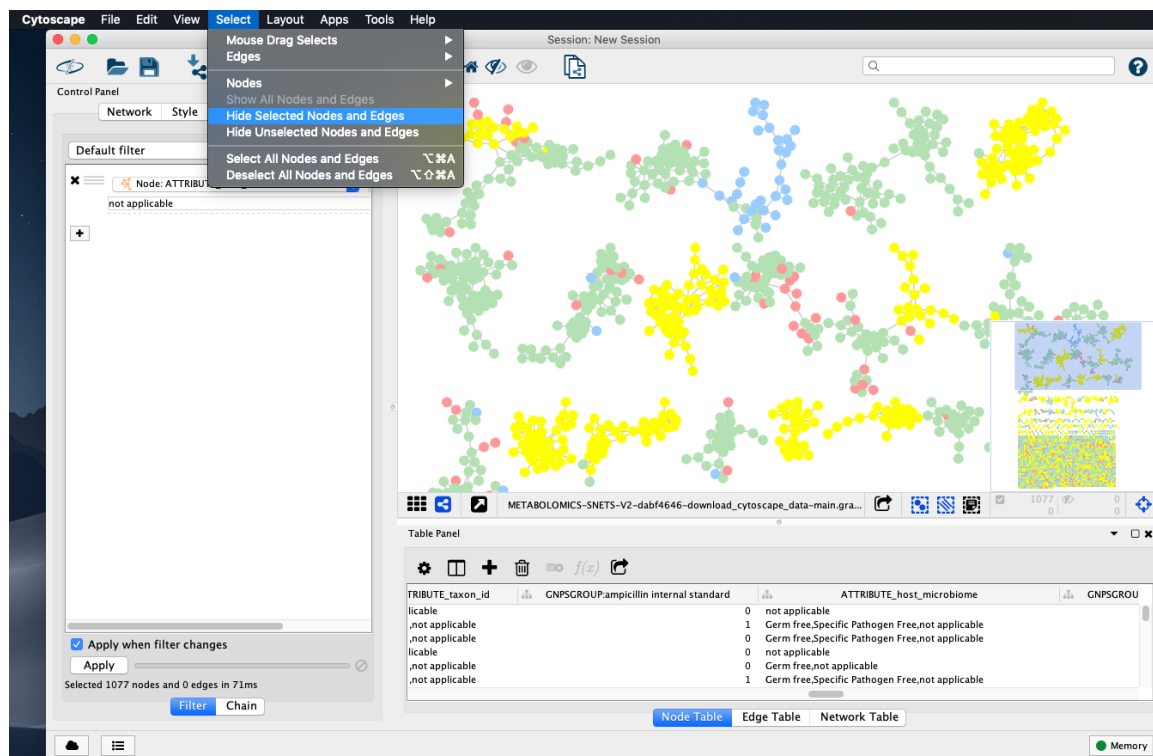 Cytoscape File Edit View Select Layout Apps Tools Help
Session: New Session
Mouse Drag Selects
Edges
Nodes
Show All Nodes and Edges
Hide Selected Nodes and Edges
Hide Unselected Nodes and Edges
Select All Nodes and Edges ⌥⌘A
Deselect All Nodes and Edges ⌥⇧⌘A
Control Panel
Network Style
Default filter
Node: ATTRIBUT
not applicable
Apply when filter changes
Apply
Selected 1077 nodes and 0 edges in 71ms
Filter Chain
METABOLOMICS-SNETS-V2-dabf4646-download_cytoscape_data-main.gra...
1077 0
0 0
Table Panel
f(x)
TRIBUTE_taxon_id GNPSGROUP:ampicillin internal standard ATTRIBUTE_host_microbiome GNPSGROU
licable 0 not applicable
,not applicable 1 Germ free,Specific Pathogen Free,not applicable
,not applicable 0 Germ free,Specific Pathogen Free,not applicable
licable 0 not applicable
,not applicable 0 Germ free,not applicable
,not applicable 1 Germ free,Specific Pathogen Free,not applicable
Node Table Edge Table Network Table
Memory